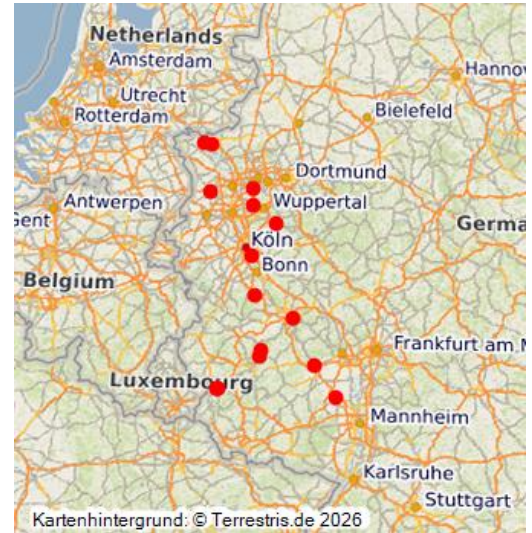 Netherlands
Amsterdam
Hannov
Utrecht
Bielefeld
Rotterdam
Dortmund
Antwerpen
Wuppertal
Gent
Germa
Köln
Bonn
Belgium
Frankfurt am M
Luxembourg
Mannheim
Karlsruhe
Stuttgart
Kartenhintergrund: © Terrestris.de 2026